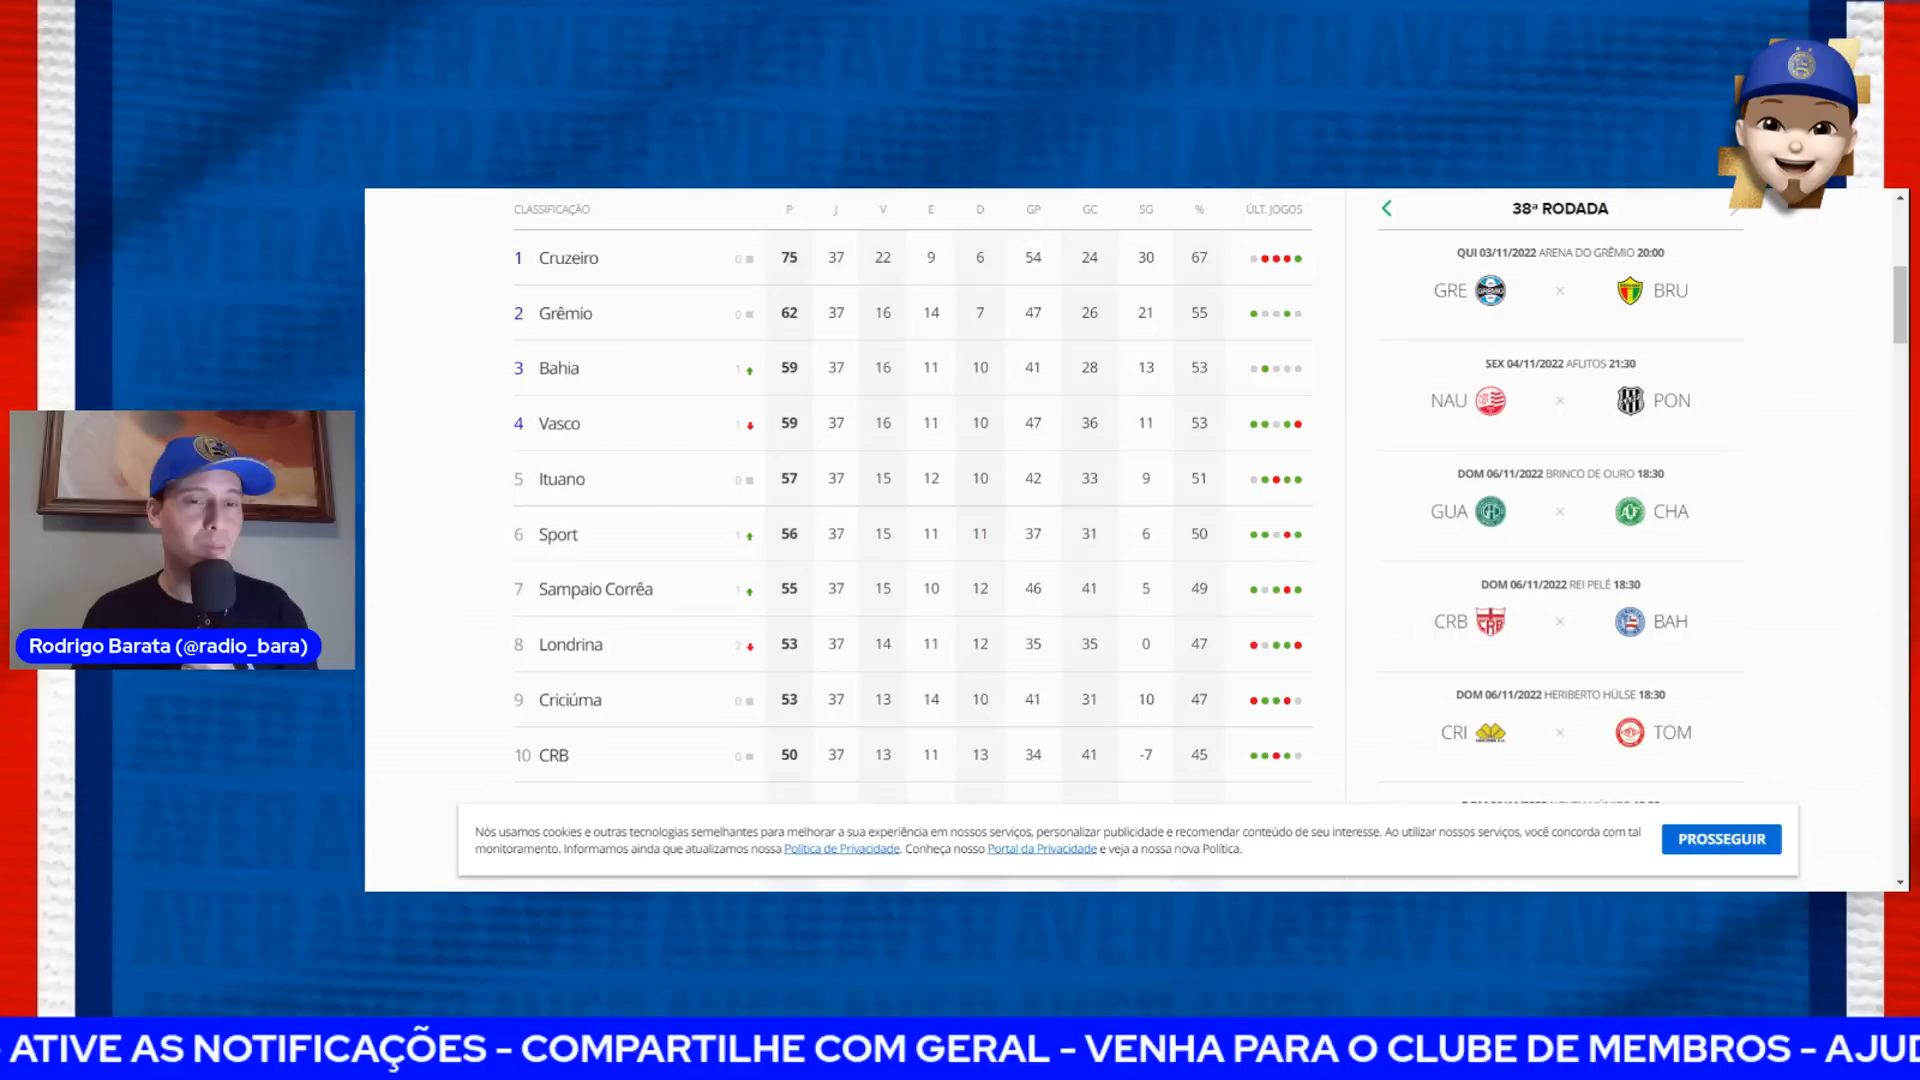 CLASSIFICAÇÃO P J V E D GP GC SG % ÚLT. JOGOS
1 Cruzeiro 0 75 37 22 9 6 54 24 30 67
2 Grêmio 0 62 37 16 14 7 47 26 21 55
3 Bahia 1 59 37 16 11 10 41 28 13 53
4 Vasco 1 59 37 16 11 10 47 36 11 53
5 Ituano 0 57 37 15 12 10 42 33 9 51
6 Sport 1 56 37 15 11 11 37 31 6 50
7 Sampaio Corrêa 1 55 37 15 10 12 46 41 5 49
8 Londrina 2 53 37 14 11 12 35 35 0 47
9 Criciúma 0 53 37 13 14 10 41 31 10 47
10 CRB 0 50 37 13 11 13 34 41 -7 45
38ª RODADA
QUI 03/11/2022 ARENA DO GRÊMIO 20:00
GRE × BRU
SEX 04/11/2022 AFLITOS 21:30
NAU × PON
DOM 06/11/2022 BRINCO DE OURO 18:30
GUA × CHA
DOM 06/11/2022 REI PELÉ 18:30
CRB × BAH
DOM 06/11/2022 HERIBERTO HÜLSE 18:30
CRI × TOM
Nós usamos cookies e outras tecnologias semelhantes para melhorar a sua experiência em nossos serviços, personalizar publicidade e recomendar conteúdo de seu interesse. Ao utilizar nossos serviços, você concorda com tal
monitoramento. Informamos ainda que atualizamos nossa Política de Privacidade. Conheça nosso Portal da Privacidade e veja a nossa nova Política.
PROSSEGUIR
Rodrigo Barata (@radio_bara)
ATIVE AS NOTIFICAÇÕES - COMPARTILHE COM GERAL - VENHA PARA O CLUBE DE MEMBROS - AJUD